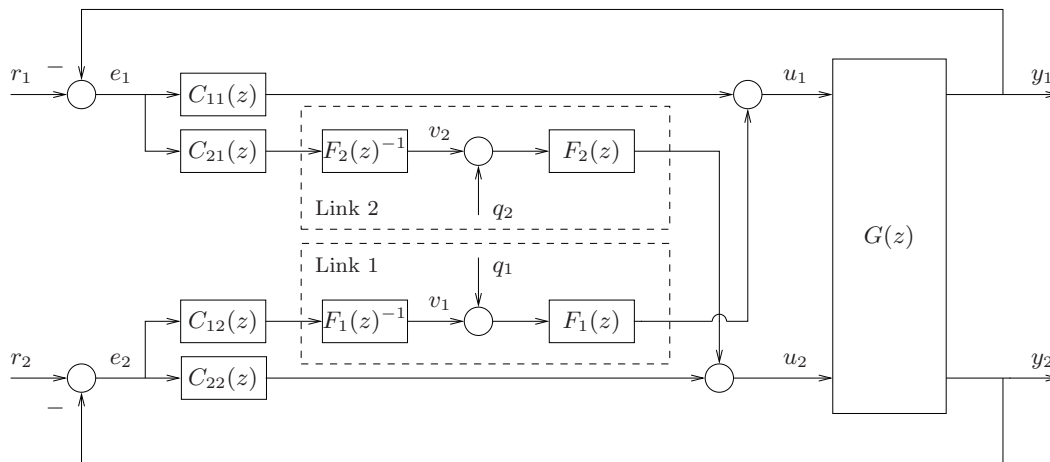 −
r₁
e₁
C₁₁(z)
u₁
y₁
C₂₁(z)
F₂(z)⁻¹
v₂
F₂(z)
Link 2
q₂
G(z)
Link 1
q₁
C₁₂(z)
F₁(z)⁻¹
v₁
F₁(z)
r₂
e₂
C₂₂(z)
u₂
y₂
−